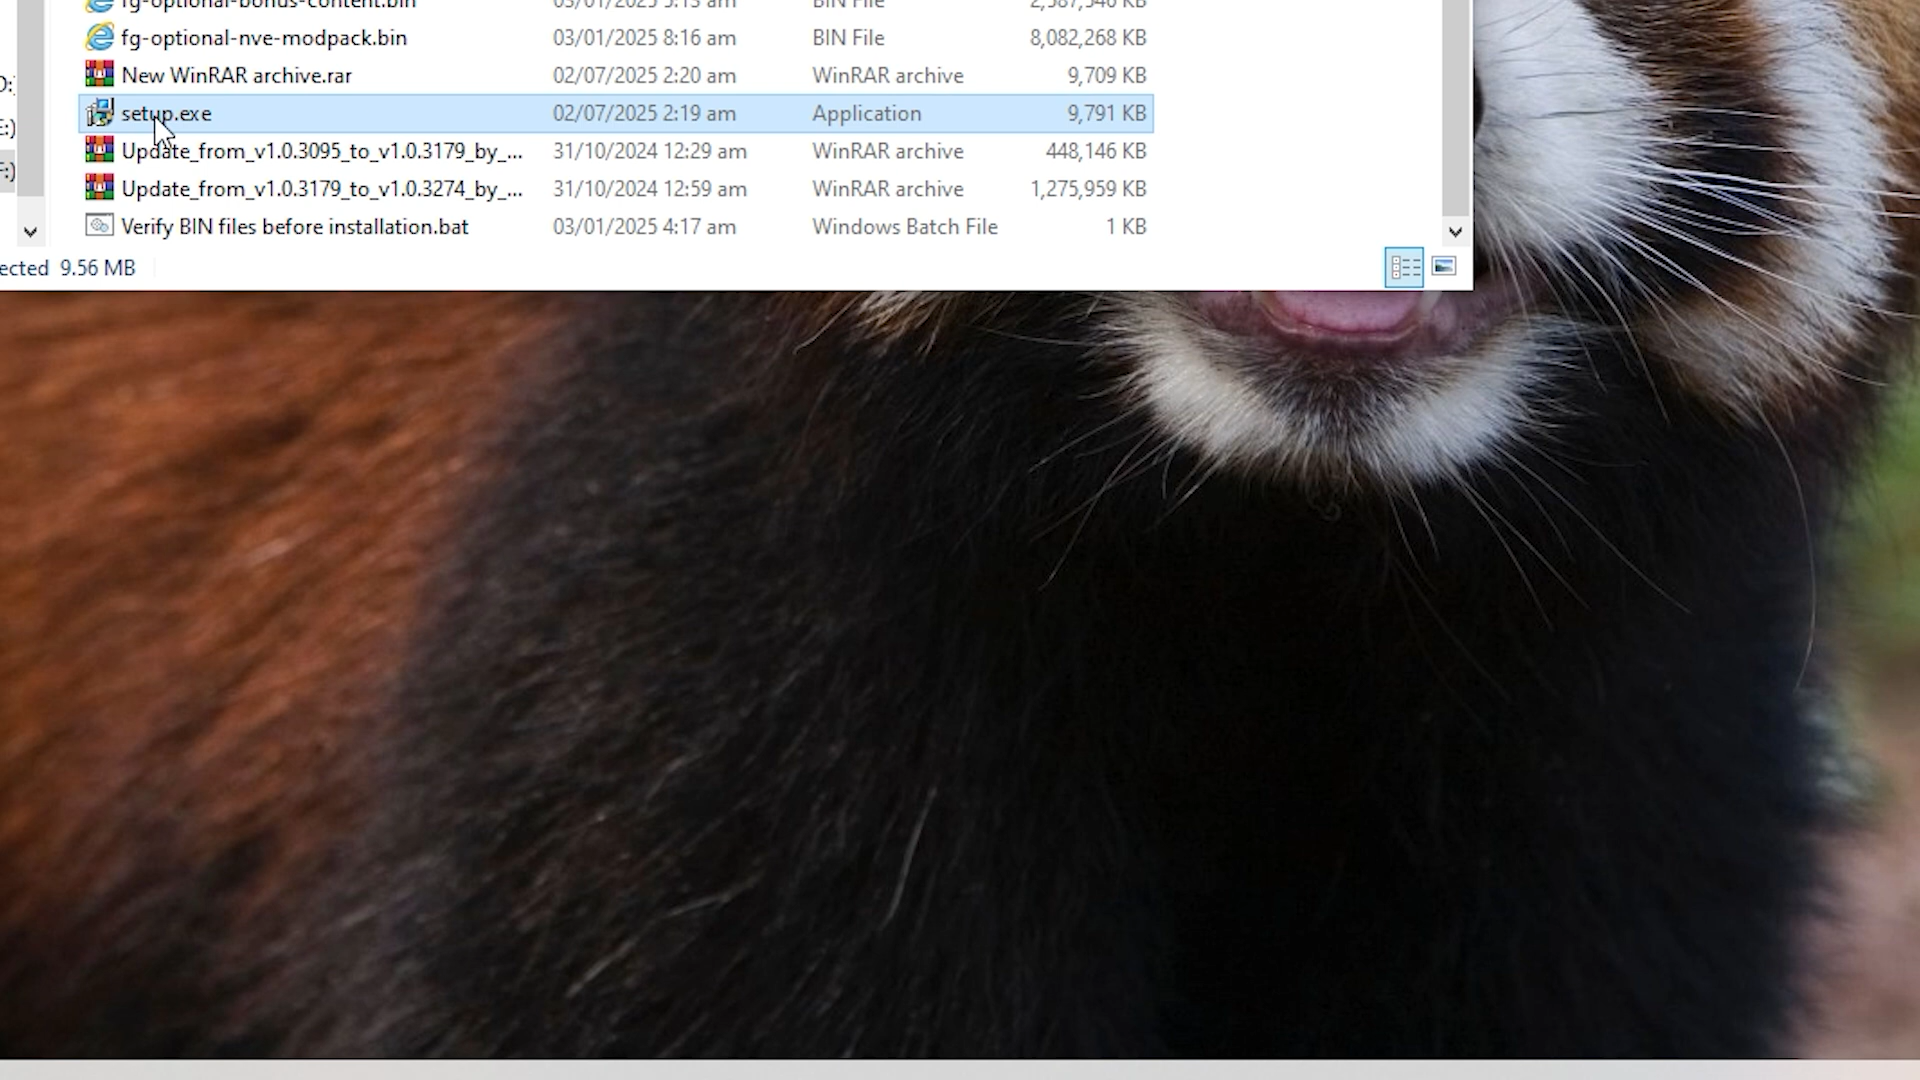 fg-optional-bonus-content.bin 03/01/2025 5:13 am BIN File 2,587,546 KB
fg-optional-nve-modpack.bin 03/01/2025 8:16 am BIN File 8,082,268 KB
New WinRAR archive.rar 02/07/2025 2:20 am WinRAR archive 9,709 KB
setup.exe 02/07/2025 2:19 am Application 9,791 KB
Update_from_v1.0.3095_to_v1.0.3179_by_... 31/10/2024 12:29 am WinRAR archive 448,146 KB
Update_from_v1.0.3179_to_v1.0.3274_by_... 31/10/2024 12:59 am WinRAR archive 1,275,959 KB
Verify BIN files before installation.bat 03/01/2025 4:17 am Windows Batch File 1 KB
ected 9.56 MB